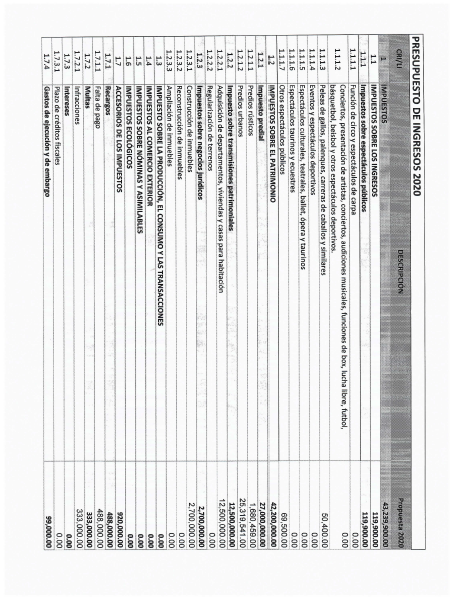 PRESUPUESTO DE INGRESOS 2020
CRI/LI DESCRIPCIÓN Propuesta 2020
1 IMPUESTOS 43,239,900.00
1.1 IMPUESTOS SOBRE LOS INGRESOS 119,900.00
1.1.1 Impuestos sobre espectáculos públicos 119,900.00
1.1.1.1 Función de circo y espectáculos de carpa 0.00
1.1.1.2 Conciertos, presentación de artistas, conciertos, audiciones musicales, funciones de box, lucha libre, futbol,
básquetbol, beisbol y otros espectáculos deportivos. 0.00
1.1.1.3 Peleas de gallos, palenques, carreras de caballos y similares 50,400.00
1.1.1.4 Eventos y espectáculos deportivos 0.00
1.1.1.5 Espectáculos culturales, teatrales, ballet, ópera y taurinos 0.00
1.1.1.6 Espectáculos taurinos y ecuestres 0.00
1.1.1.7 Otros espectáculos públicos 69,500.00
1.2 IMPUESTOS SOBRE EL PATRIMONIO 42,200,000.00
1.2.1 Impuesto predial 27,000,000.00
1.2.1.1 Predios rústicos 1,680,459.00
1.2.1.2 Predios urbanos 25,319,541.00
1.2.2 Impuesto sobre transmisiones patrimoniales 12,500,000.00
1.2.2.1 Adquisición de departamentos, viviendas y casas para habitación 12,500,000.00
1.2.2.2 Regularización de terrenos 0.00
1.2.3 Impuestos sobre negocios jurídicos 2,700,000.00
1.2.3.1 Construcción de inmuebles 2,700,000.00
1.2.3.2 Reconstrucción de inmuebles 0.00
1.2.3.3 Ampliación de inmuebles 0.00
1.3 IMPUESTO SOBRE LA PRODUCCIÓN, EL CONSUMO Y LAS TRANSACCIONES 0.00
1.4 IMPUESTOS AL COMERCIO EXTERIOR 0.00
1.5 IMPUESTOS SOBRE NÓMINAS Y ASIMILABLES 0.00
1.6 IMPUESTOS ECOLÓGICOS 0.00
1.7 ACCESORIOS DE LOS IMPUESTOS 920,000.00
1.7.1 Recargos 488,000.00
1.7.1.1 Falta de pago 488,000.00
1.7.2 Multas 333,000.00
1.7.2.1 Infracciones 333,000.00
1.7.3 Intereses 0.00
1.7.3.1 Plazo de créditos fiscales 0.00
1.7.4 Gastos de ejecución y de embargo 99,000.00